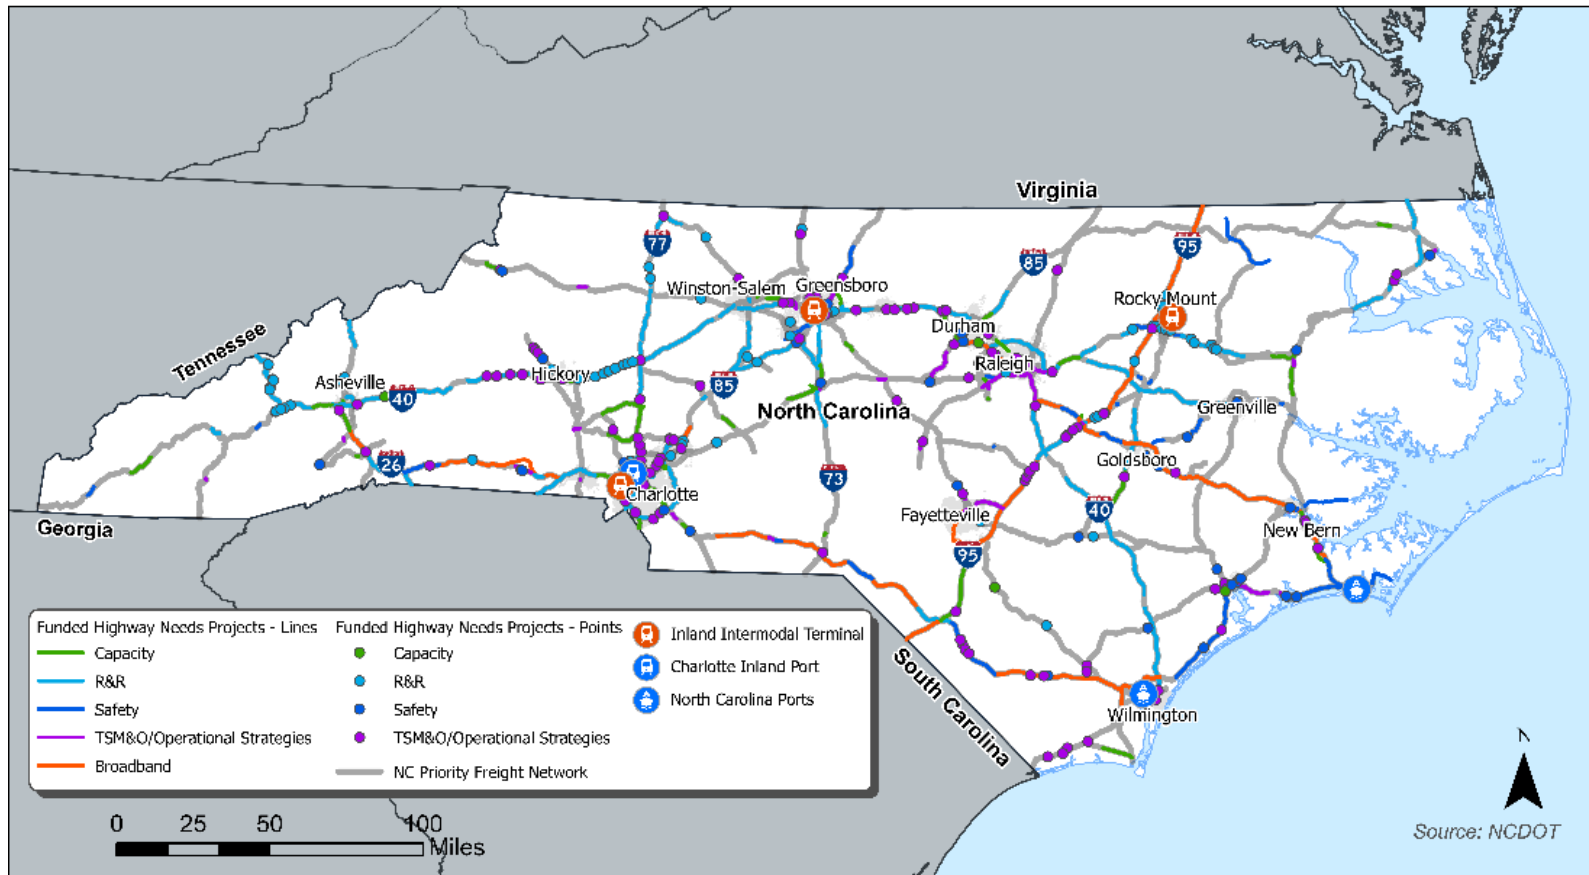 Virginia
95
77
85
Winston-Salem
Greensboro
Rocky Mount
Durham
Tennessee
Raleigh
Asheville
Hickory
40
85
North Carolina
Greenville
26
Goldsboro
73
Charlotte
40
Fayetteville
Georgia
New Bern
95
Funded Highway Needs Projects - Lines
Capacity
R&R
Safety
TSM&O/Operational Strategies
Broadband
Funded Highway Needs Projects - Points
Capacity
R&R
Safety
TSM&O/Operational Strategies
NC Priority Freight Network
Inland Intermodal Terminal
Charlotte Inland Port
North Carolina Ports
South Carolina
Wilmington
N
0 25 50 100
Miles
Source: NCDOT